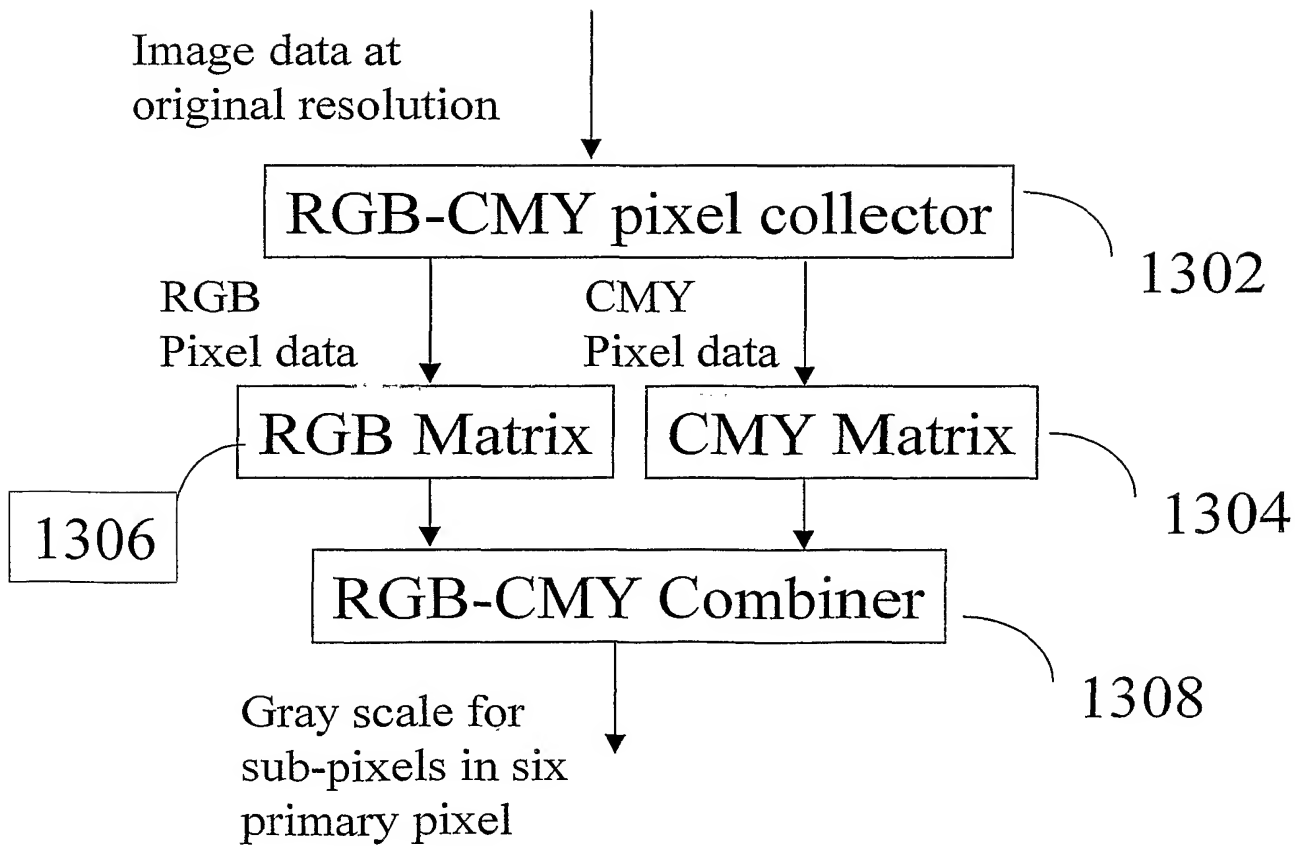 Image data at
original resolution
RGB-CMY pixel collector
1302
RGB
Pixel data
CMY
Pixel data
RGB Matrix
CMY Matrix
1306
1304
RGB-CMY Combiner
1308
Gray scale for
sub-pixels in six
primary pixel